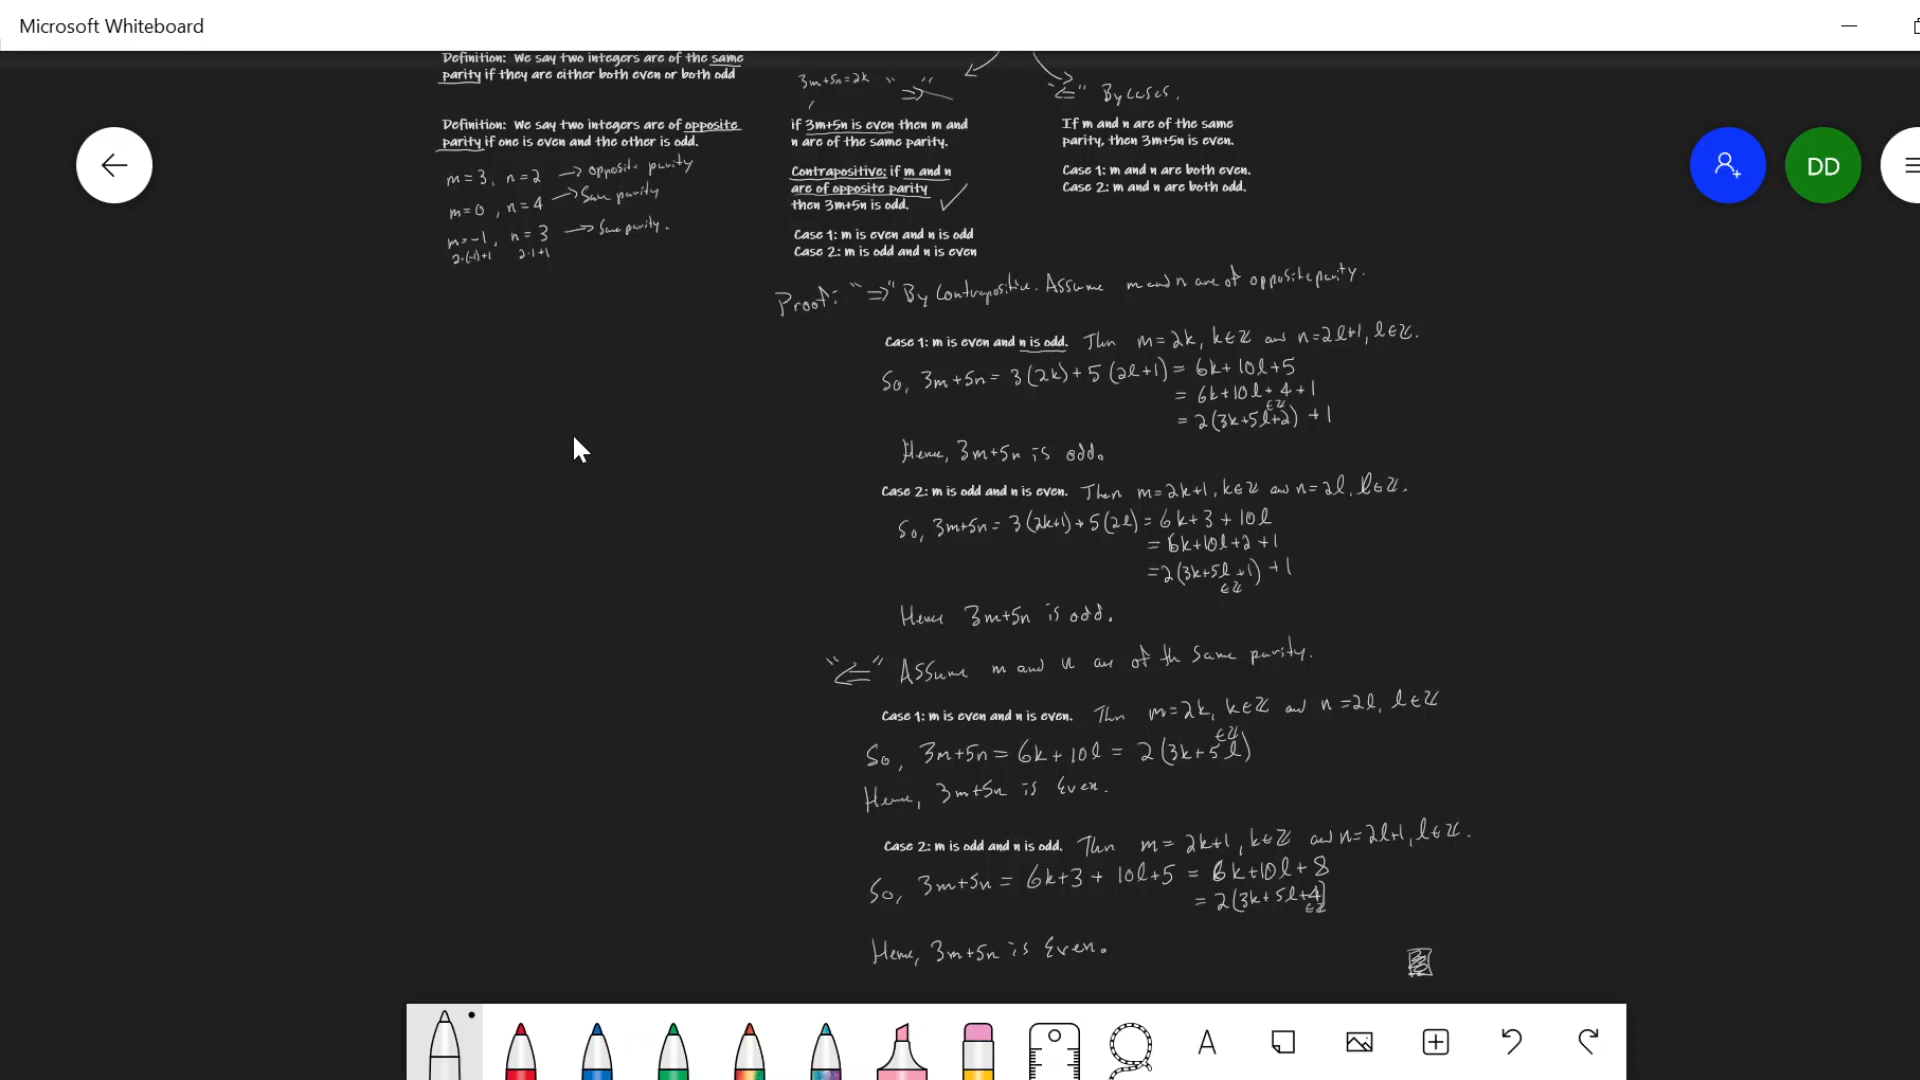 Microsoft Whiteboard
Definition: We say two integers are of the same
parity if they are either both even or both odd
Definition: We say two integers are of opposite
parity if one is even and the other is odd.
m = 3, n = 2 → opposite parity
m = 0, n = 4 → Same parity
m = -1, n = 3 → Same parity.
2·(-1)+1 2·1+1
3m+5n=2k " ⇒ "
if 3m+5n is even then m and
n are of the same parity.
Contrapositive: if m and n
are of opposite parity
then 3m+5n is odd. ✓
Case 1: m is even and n is odd
Case 2: m is odd and n is even
"⇐" By cases.
If m and n are of the same
parity, then 3m+5n is even.
Case 1: m and n are both even.
Case 2: m and n are both odd.
DD
Proof: "⇒" By Contrapositive. Assume m and n are of opposite parity.
Case 1: m is even and n is odd. Then m = 2k, k∈ℤ and n = 2l+1, l∈ℤ.
So, 3m+5n = 3(2k) + 5(2l+1) = 6k+10l+5
= 6k+10l+4+1
= 2(3k+5l+2) + 1
∈ℤ
Hence, 3m+5n is odd.
Case 2: m is odd and n is even. Then m = 2k+1, k∈ℤ and n = 2l, l∈ℤ.
So, 3m+5n = 3(2k+1) + 5(2l) = 6k+3+10l
= 6k+10l+2+1
= 2(3k+5l+1) + 1
∈ℤ
Hence 3m+5n is odd.
"⇐" Assume m and n are of the same parity.
Case 1: m is even and n is even. Then m = 2k, k∈ℤ and n = 2l, l∈ℤ
∈ℤ
So, 3m+5n = 6k+10l = 2(3k+5l)
Hence, 3m+5n is Even.
Case 2: m is odd and n is odd. Then m = 2k+1, k∈ℤ and n = 2l+1, l∈ℤ.
So, 3m+5n = 6k+3 + 10l+5 = 6k+10l+8
= 2(3k+5l+4)
∈ℤ
Hence, 3m+5n is Even.